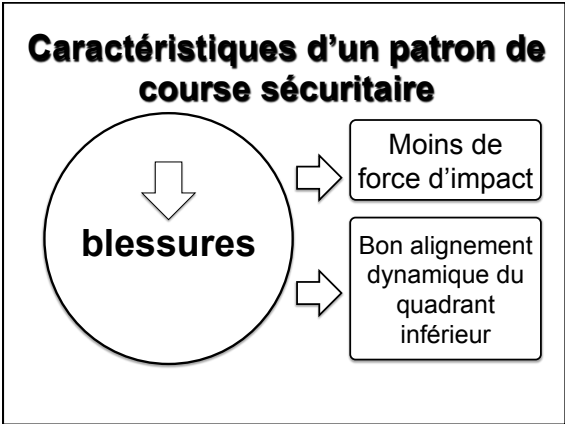 Caractéristiques d’un patron de
course sécuritaire
blessures
Moins de
force d’impact
Bon alignement
dynamique du
quadrant
inférieur